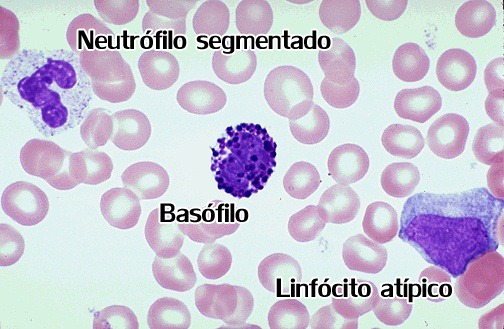 Neutrófilo segmentado
Basófilo
Linfócito atípico